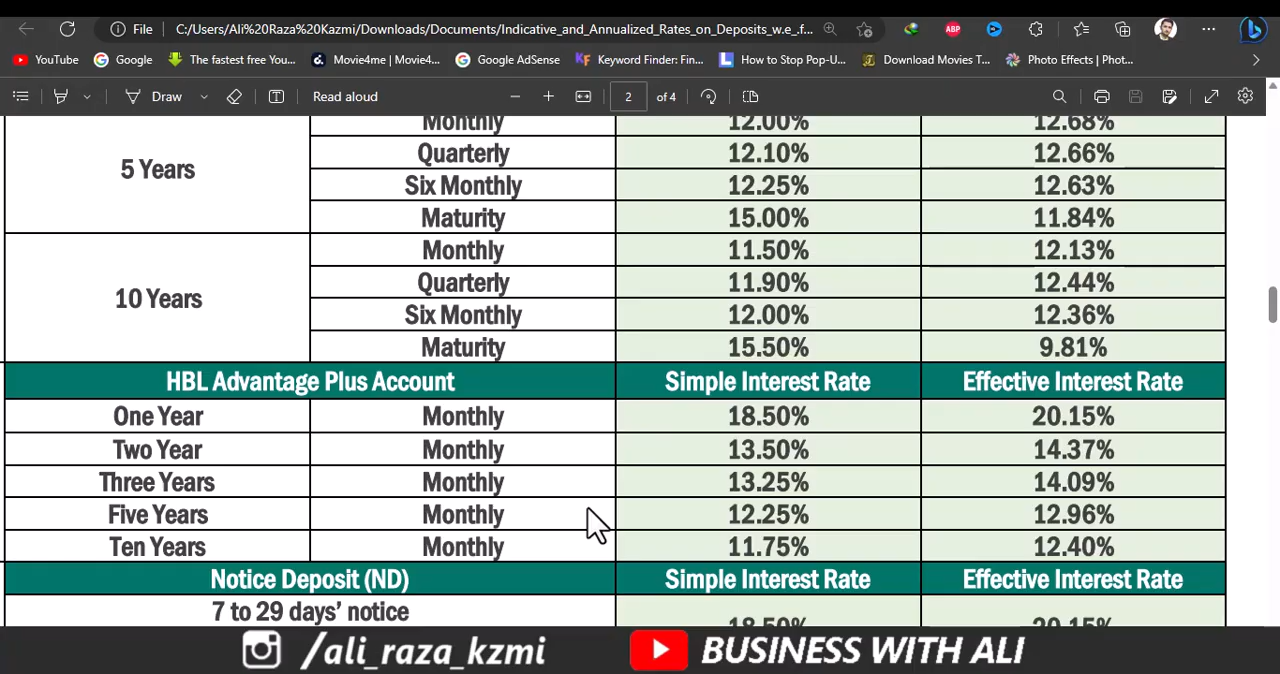 File C:/Users/Ali%20Raza%20Kazmi/Downloads/Documents/Indicative_and_Annualized_Rates_on_Deposits_w.e_.f... ABP
YouTube Google The fastest free You... Movie4me | Movie4... Google AdSense Keyword Finder: Fin... How to Stop Pop-U... Download Movies T... Photo Effects | Phot...
Draw Read aloud 2 of 4
Monthly 12.00% 12.68%
5 Years Quarterly 12.10% 12.66%
Six Monthly 12.25% 12.63%
Maturity 15.00% 11.84%
Monthly 11.50% 12.13%
10 Years Quarterly 11.90% 12.44%
Six Monthly 12.00% 12.36%
Maturity 15.50% 9.81%
HBL Advantage Plus Account Simple Interest Rate Effective Interest Rate
One Year Monthly 18.50% 20.15%
Two Year Monthly 13.50% 14.37%
Three Years Monthly 13.25% 14.09%
Five Years Monthly 12.25% 12.96%
Ten Years Monthly 11.75% 12.40%
Notice Deposit (ND) Simple Interest Rate Effective Interest Rate
7 to 29 days' notice
18.50% 20.15%
/ali_raza_kzmi BUSINESS WITH ALI